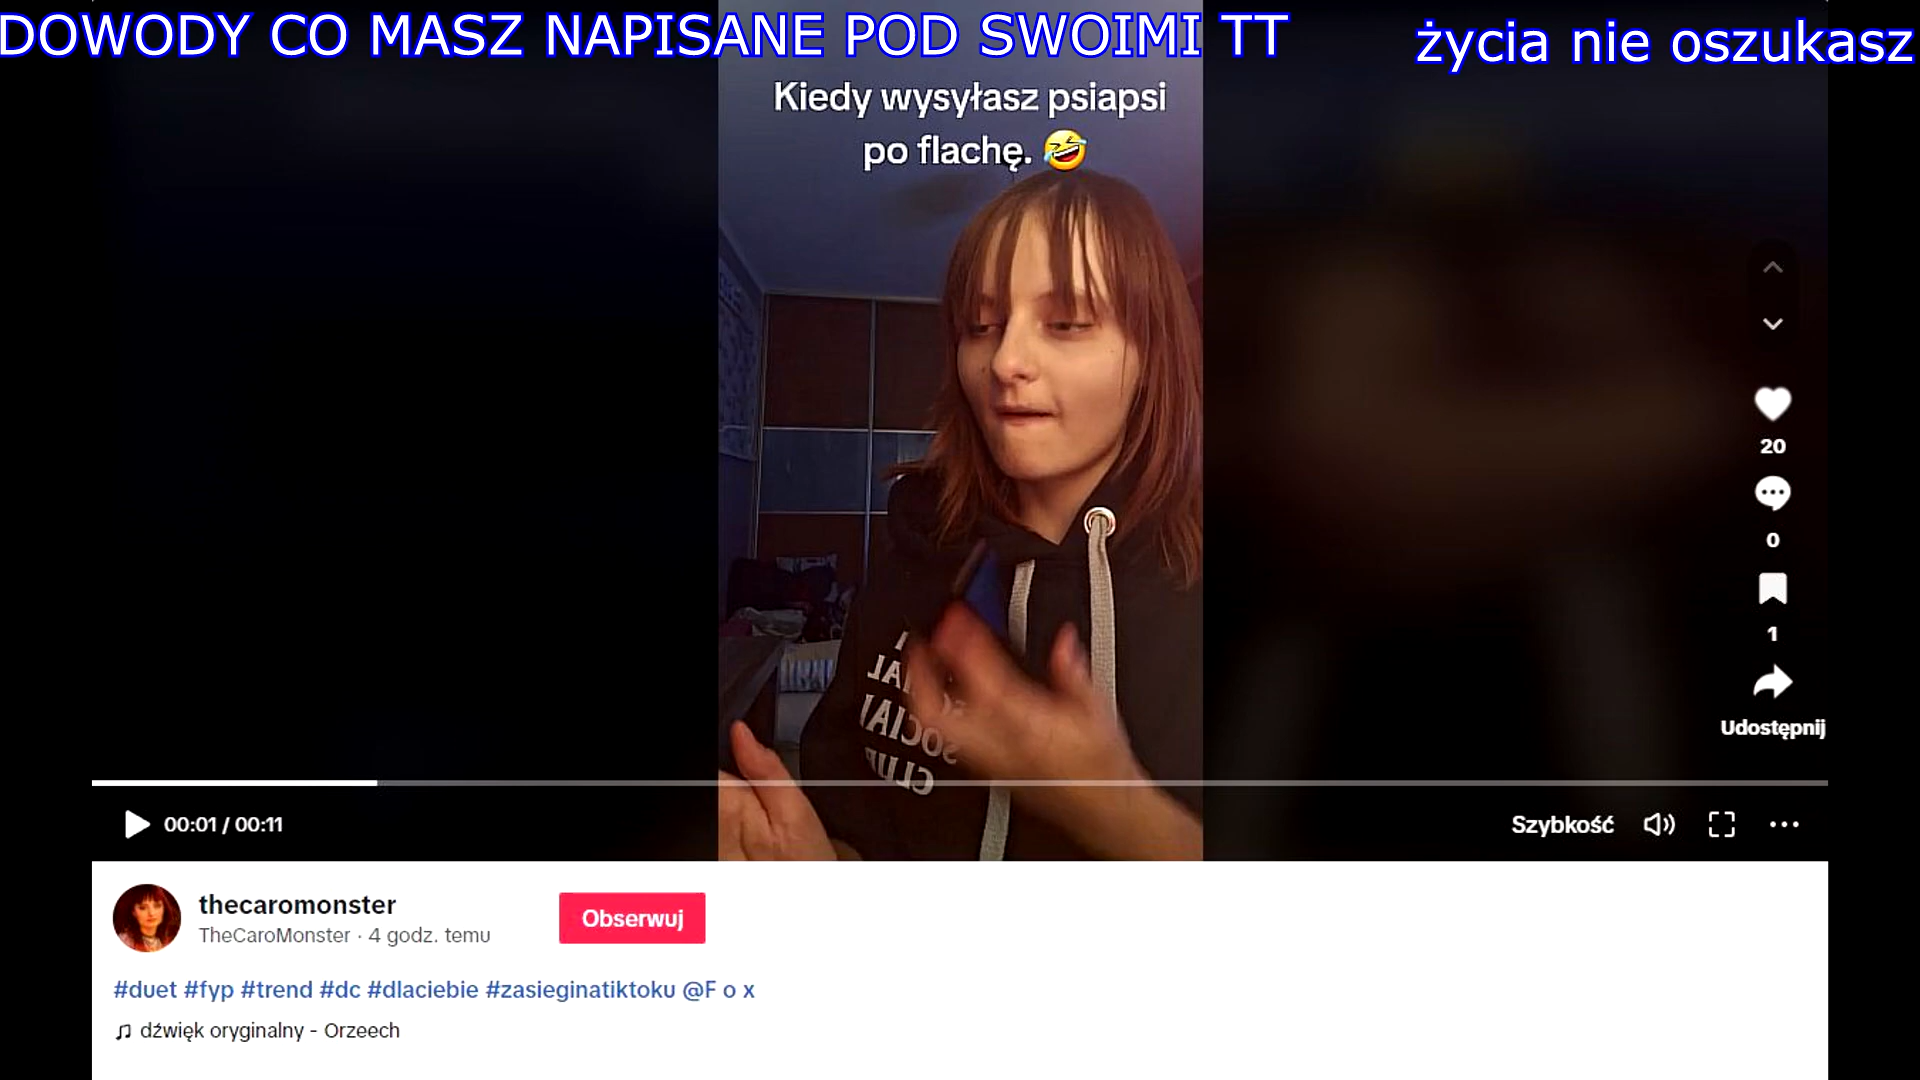 DOWODY CO MASZ NAPISANE POD SWOIMI TT
życia nie oszukasz
Kiedy wysyłasz psiapsi
po flachę. 🤣
SOCIAL
CLUB
20
0
1
Udostępnij
00:01 / 00:11
Szybkość
thecaromonster
TheCaroMonster · 4 godz. temu
Obserwuj
#duet #fyp #trend #dc #dlaciebie #zasieginatiktoku @F o x
♫ dźwięk oryginalny - Orzeech